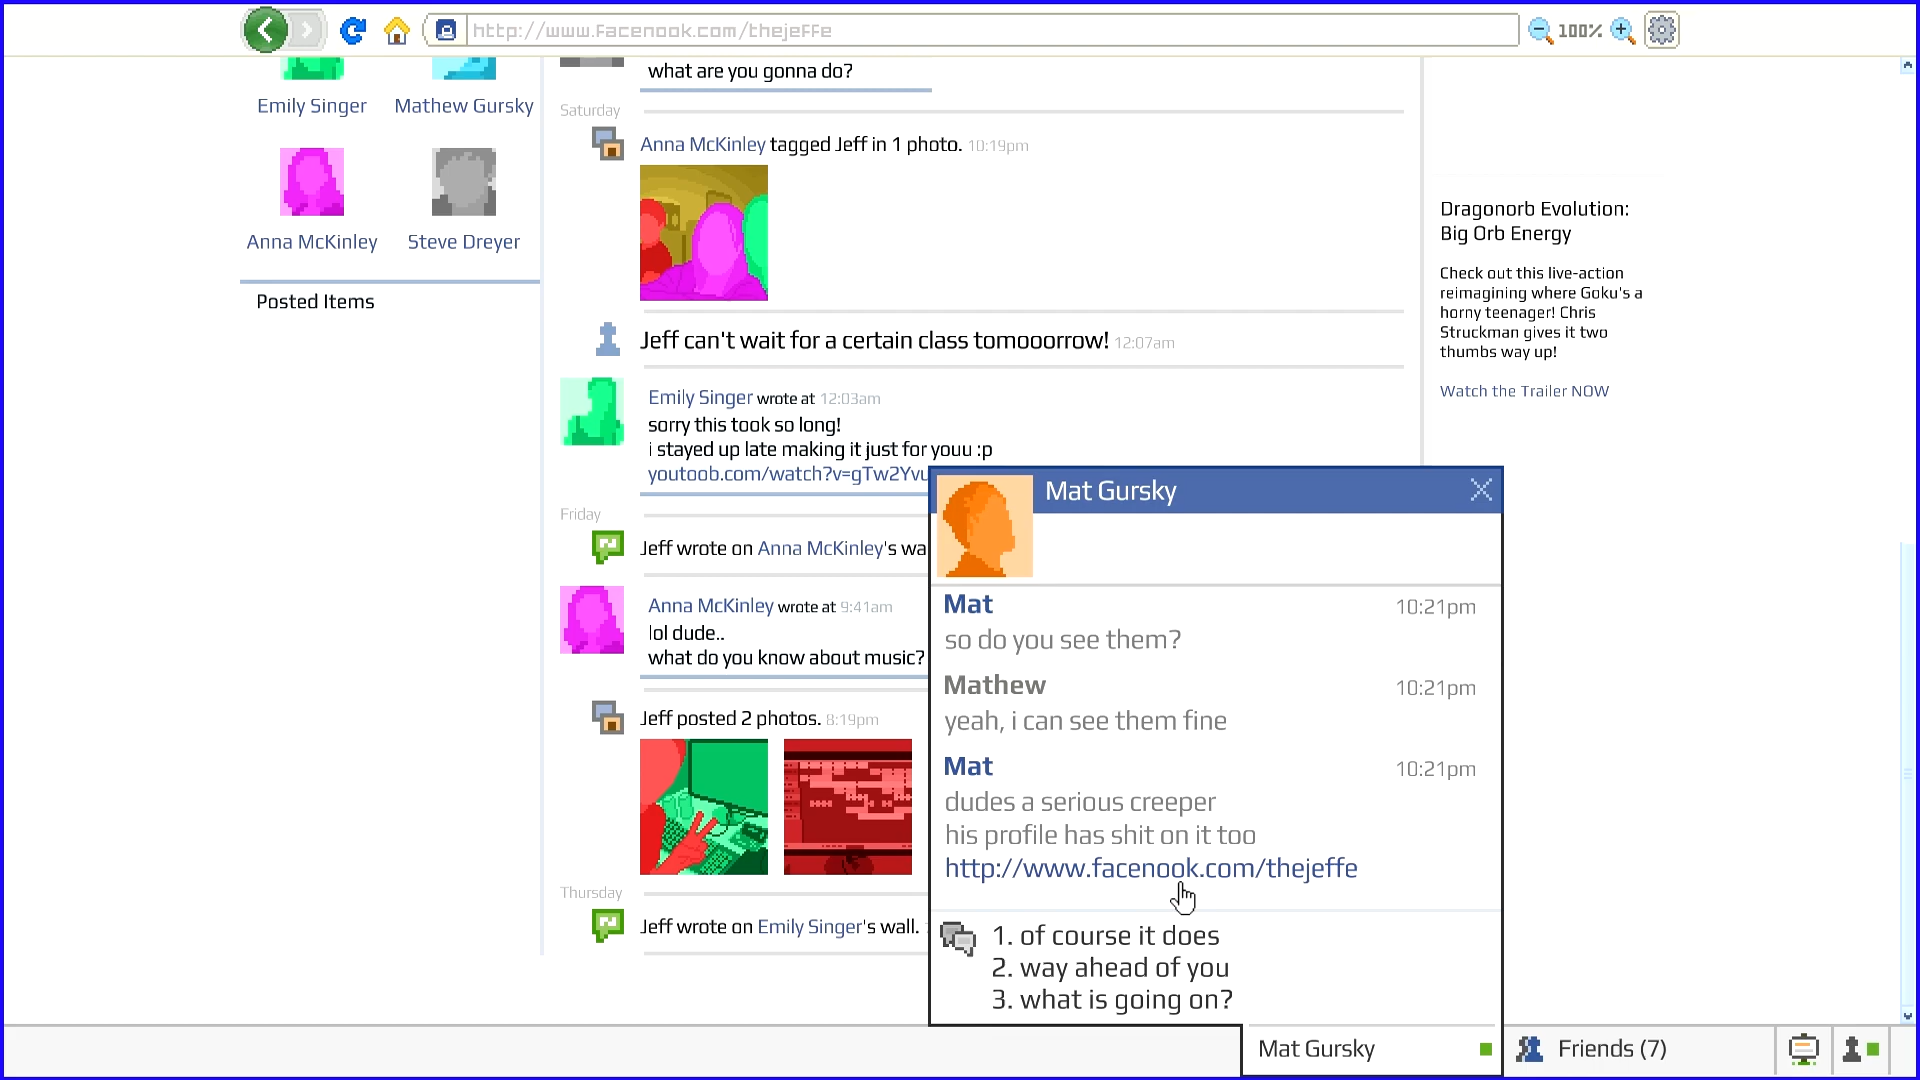 http://www.facenook.com/thejeffe
100%
Emily Singer
Mathew Gursky
Anna McKinley
Steve Dreyer
Posted Items
what are you gonna do?
Saturday
Anna McKinley tagged Jeff in 1 photo. 10:19pm
Jeff can't wait for a certain class tomooorrow! 12:07am
Emily Singer wrote at 12:03am
sorry this took so long!
i stayed up late making it just for youu :p
youtoob.com/watch?v=gTw2Yvu
Friday
Jeff wrote on Anna McKinley's wa
Anna McKinley wrote at 9:41am
lol dude..
what do you know about music?
Jeff posted 2 photos. 8:19pm
Thursday
Jeff wrote on Emily Singer's wall.
Dragonorb Evolution:
Big Orb Energy
Check out this live-action
reimagining where Goku's a
horny teenager! Chris
Struckman gives it two
thumbs way up!
Watch the Trailer NOW
Mat Gursky
Mat 10:21pm
so do you see them?
Mathew 10:21pm
yeah, i can see them fine
Mat 10:21pm
dudes a serious creeper
his profile has shit on it too
http://www.facenook.com/thejeffe
1. of course it does
2. way ahead of you
3. what is going on?
Mat Gursky
Friends (7)